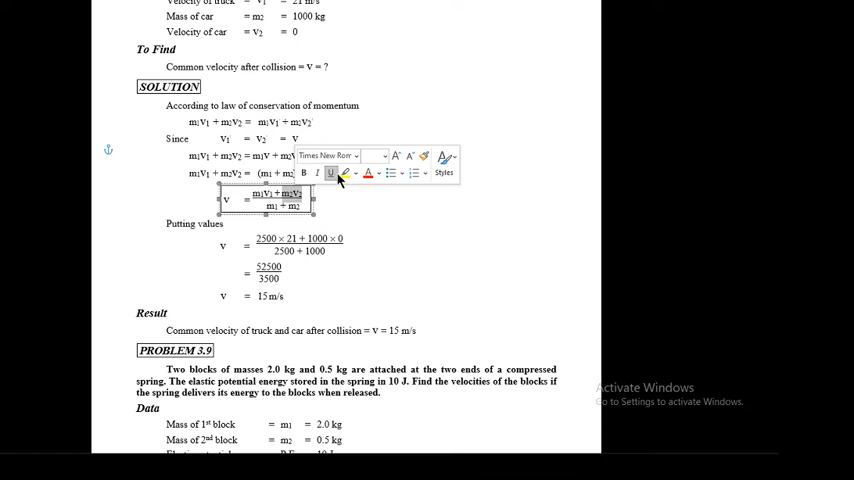 Velocity of truck = v1 = 21 m/s
Mass of car = m2 = 1000 kg
Velocity of car = v2 = 0
To Find
Common velocity after collision = v = ?
SOLUTION
According to law of conservation of momentum
m1v1 + m2v2 = m1v1' + m2v2'
Since v1' = v2' = v
m1v1 + m2v2 = m1v + m2v
m1v1 + m2v2 = (m1 + m2)
Times New Rom
B I U
Styles
v = m1v1 + m2v2
m1 + m2
Putting values
v = 2500 × 21 + 1000 × 0
2500 + 1000
= 52500
3500
v = 15 m/s
Result
Common velocity of truck and car after collision = v = 15 m/s
PROBLEM 3.9
Two blocks of masses 2.0 kg and 0.5 kg are attached at the two ends of a compressed
spring. The elastic potential energy stored in the spring in 10 J. Find the velocities of the blocks if
the spring delivers its energy to the blocks when released.
Data
Mass of 1st block = m1 = 2.0 kg
Mass of 2nd block = m2 = 0.5 kg
Activate Windows
Go to Settings to activate Windows.